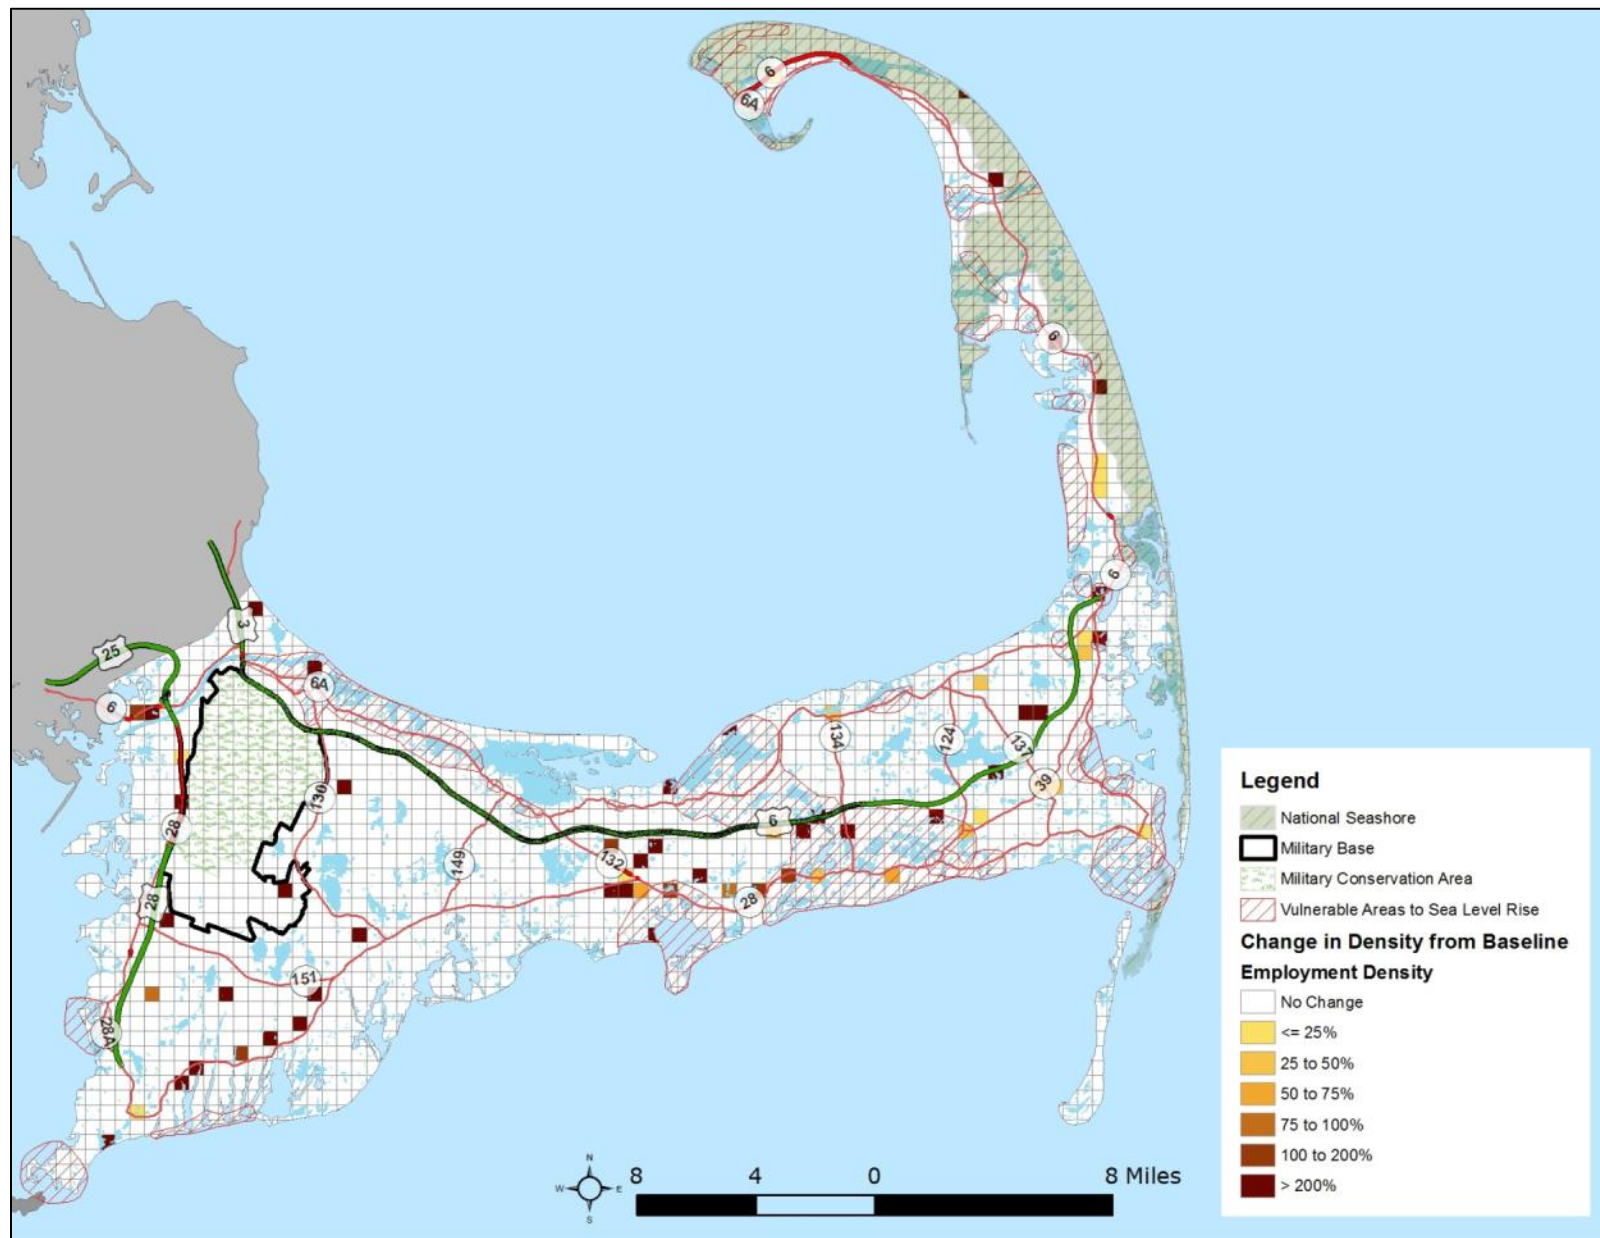 6
6A
6
6
3
25
6A
6
134
124
137
39
130
28
6
149
132
28
28
151
28A
N
W E
S
8 4 0 8 Miles
Legend
National Seashore
Military Base
Military Conservation Area
Vulnerable Areas to Sea Level Rise
Change in Density from Baseline
Employment Density
No Change
<= 25%
25 to 50%
50 to 75%
75 to 100%
100 to 200%
> 200%